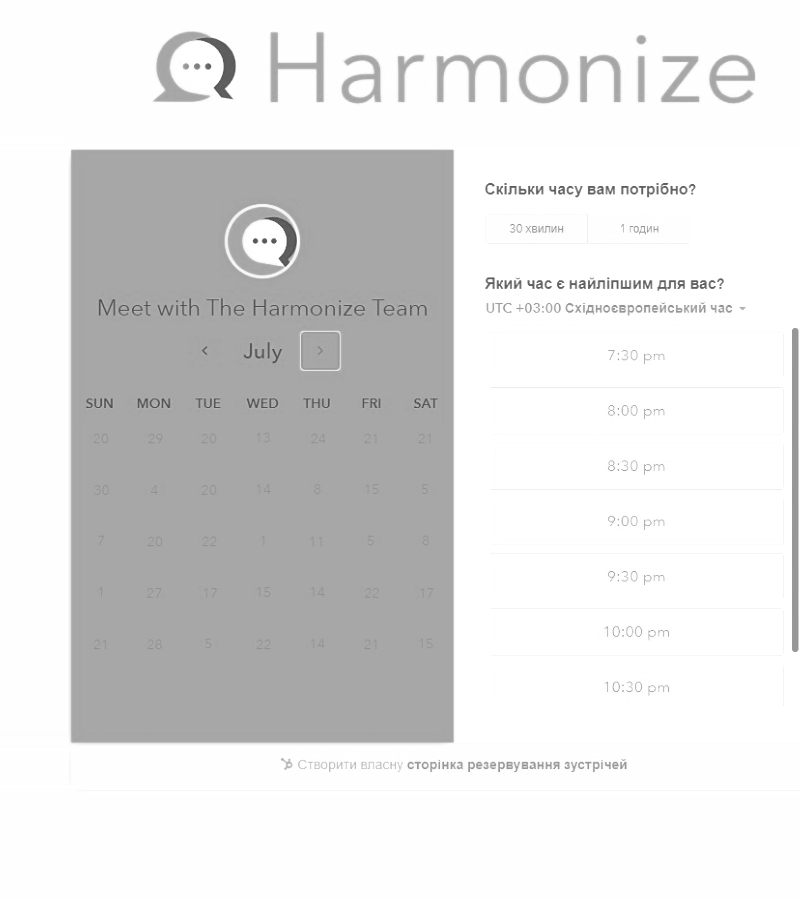 Harmonize
Meet with The Harmonize Team
July
SUN MON TUE WED THU FRI SAT
20 29 20 13 24 21 21
30 4 20 14 8 15 5
7 20 22 1 11 5 8
1 27 17 15 14 22 17
21 28 5 22 14 21 15
Скільки часу вам потрібно?
30 хвилин 1 годин
Який час є найліпшим для вас?
UTC +03:00 Східноєвропейський час
7:30 pm
8:00 pm
8:30 pm
9:00 pm
9:30 pm
10:00 pm
10:30 pm
Створити власну сторінка резервування зустрічей